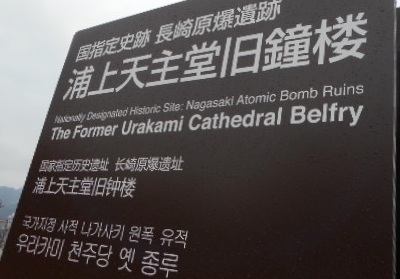 国指定史跡 長崎原爆遺跡
浦上天主堂旧鐘楼
Nationally Designated Historic Site: Nagasaki Atomic Bomb Ruins
The Former Urakami Cathedral Belfry
国家指定历史遗址 长崎原爆遗址
浦上天主堂旧钟楼
국가지정 사적 나가사키 원폭 유적
우라카미 천주당 옛 종루